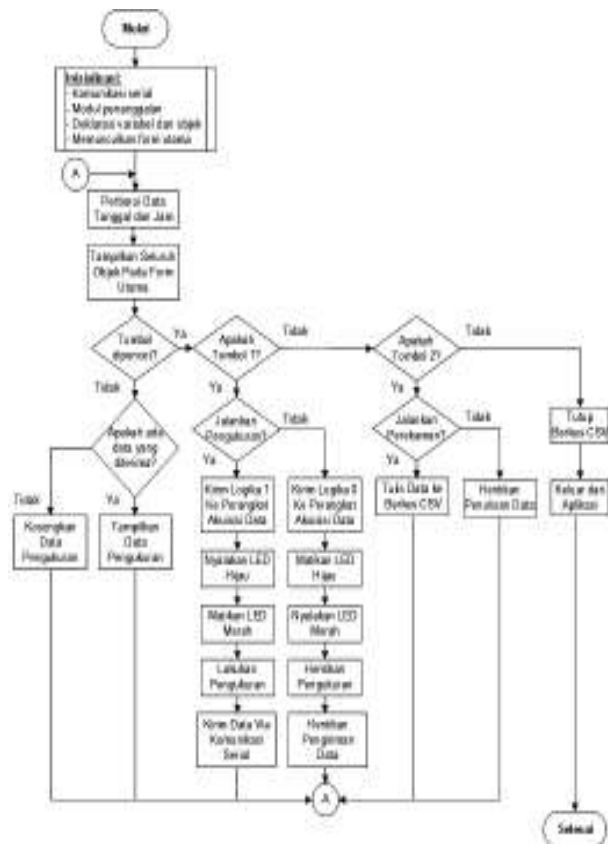 Mulai
Inisialisasi:
- Komunikasi serial
- Modul penanggalan
- Deklarasi variabel dan objek
- Memunculkan form utama
A
Perbarui Data
Tanggal dan Jam
Tampilkan Seluruh
Objek Pada Form
Utama
Tombol
dipencet?
Ya
Tidak
Apakah
Tombol 1?
Tidak
Ya
Apakah
Tombol 2?
Tidak
Ya
Apakah ada
data yang
diterima?
Tidak
Ya
Kosongkan
Data
Pengukuran
Tampilkan
Data
Pengukuran
Jalankan
Pengukuran?
Ya
Tidak
Kirim Logika 1
Ke Perangkat
Akuisisi Data
Nyalakan LED
Hijau
Matikan LED
Merah
Lakukan
Pengukuran
Kirim Data Via
Komunikasi
Serial
Kirim Logika 0
Ke Perangkat
Akuisisi Data
Matikan LED
Hijau
Nyalakan LED
Merah
Hentikan
Pengukuran
Hentikan
Pengiriman
Data
Jalankan
Perekaman?
Ya
Tidak
Tulis Data ke
Berkas CSV
Hentikan
Penulisan Data
Tutup
Berkas CSV
Keluar dari
Aplikasi
A
Selesai